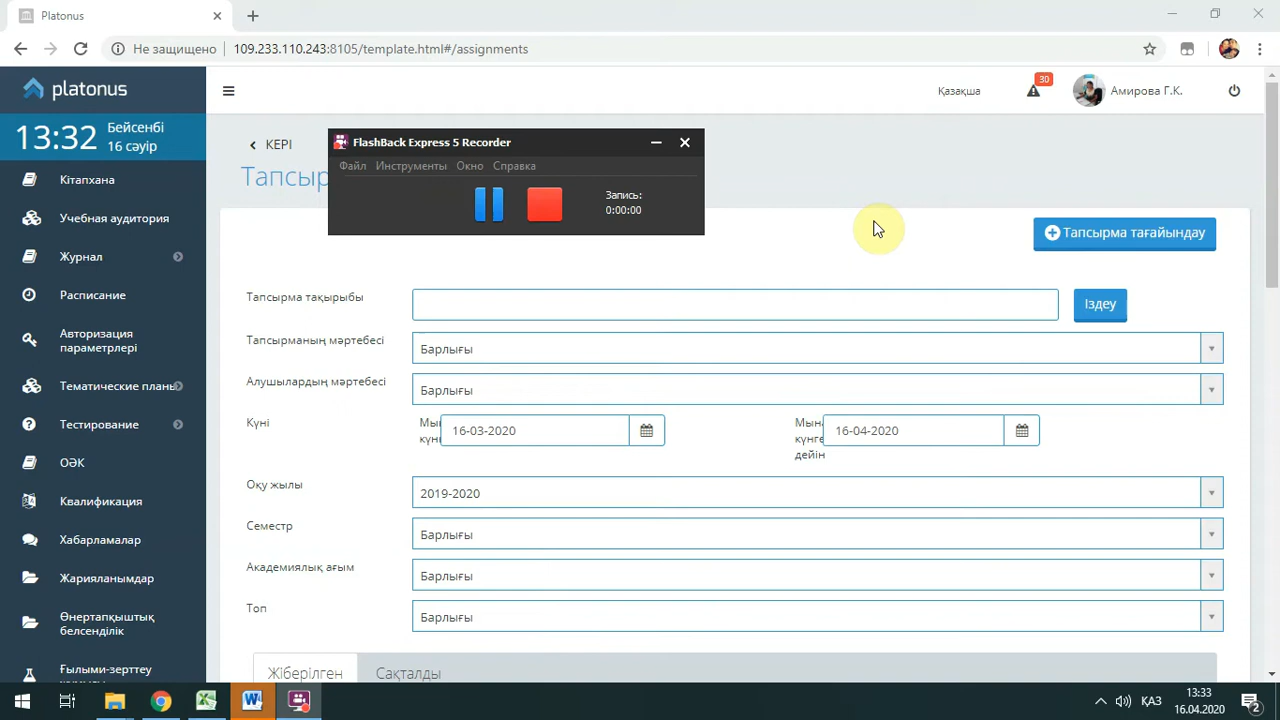 Platonus
Не защищено
109.233.110.243:8105/template.html#/assignments
platonus
Қазақша
30
Амирова Г.К.
13:32
Бейсенбі
16 сәуір
КЕРІ
Тапсыр
FlashBack Express 5 Recorder
Файл Инструменты Окно Справка
Запись:
0:00:00
Тапсырма тағайындау
Кітапхана
Учебная аудитория
Журнал
Расписание
Авторизация
параметрлері
Тематические планы
Тестирование
ОӘК
Квалификация
Хабарламалар
Жарияланымдар
Өнертапқыштық
белсенділік
Ғылыми-зерттеу
Тапсырма тақырыбы
Іздеу
Тапсырманың мәртебесі
Барлығы
Алушылардың мәртебесі
Барлығы
Күні
16-03-2020
күнге
дейін
16-04-2020
Оқу жылы
2019-2020
Семестр
Барлығы
Академиялық ағым
Барлығы
Топ
Барлығы
Жіберілген
Сақталды
ҚАЗ
13:33
16.04.2020
2